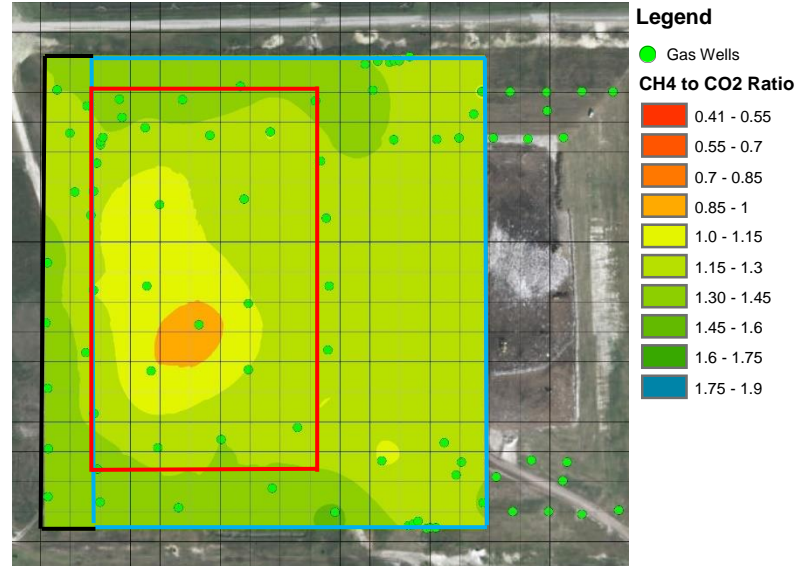 Legend
Gas Wells
CH4 to CO2 Ratio
0.41 - 0.55
0.55 - 0.7
0.7 - 0.85
0.85 - 1
1.0 - 1.15
1.15 - 1.3
1.30 - 1.45
1.45 - 1.6
1.6 - 1.75
1.75 - 1.9